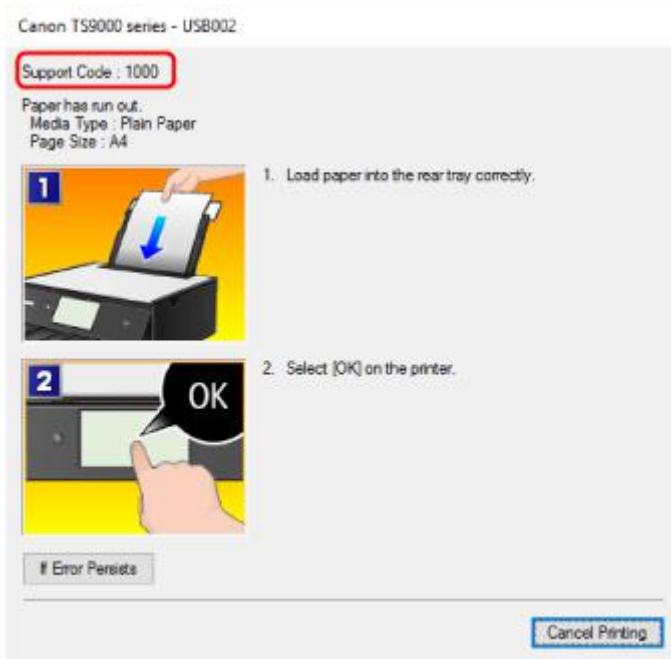 Canon TS9000 series - USB002
Support Code : 1000
Paper has run out.
Media Type : Plain Paper
Page Size : A4
1
1. Load paper into the rear tray correctly.
2
OK
2. Select [OK] on the printer.
If Error Persists
Cancel Printing